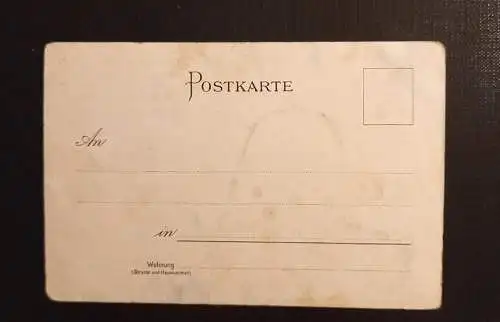 POSTKARTE
An
in
Wohnung
(Strasse und Hausnummer)